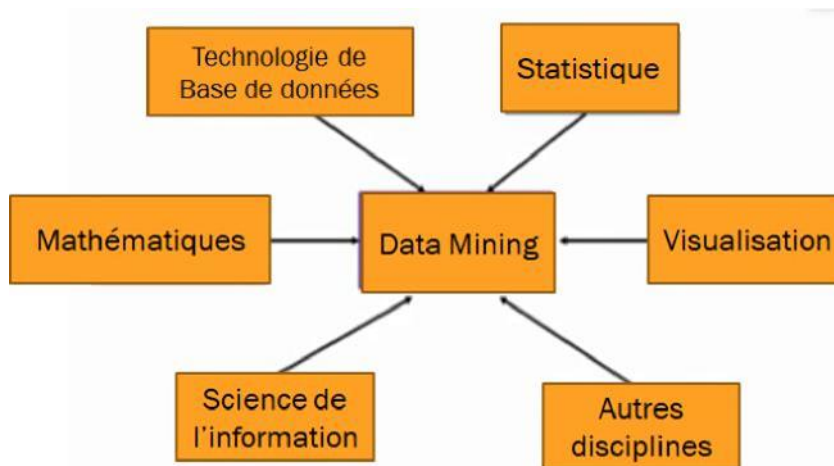 Technologie de
Base de données
Statistique
Mathématiques
Data Mining
Visualisation
Science de
l'information
Autres
disciplines